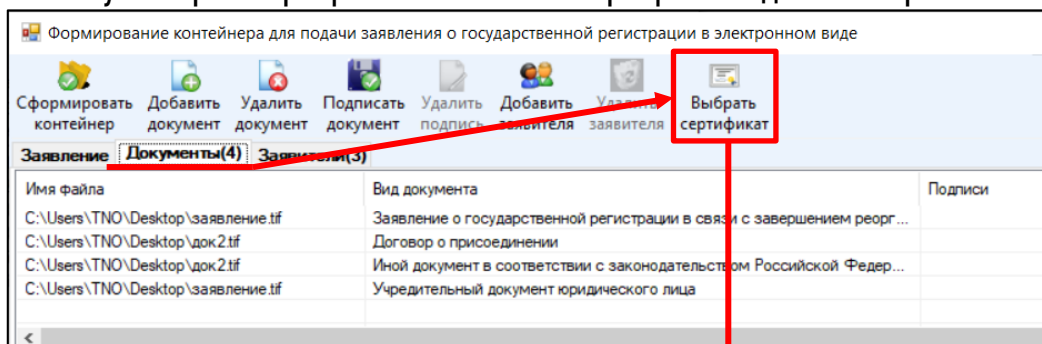 Формирование контейнера для подачи заявления о государственной регистрации в электронном виде
Сформировать Добавить Удалить Подписать Удалить Добавить Удалить Выбрать
контейнер документ документ документ подпись заявителя заявителя сертификат
Заявление Документы(4) Заявители(3)
Имя файла Вид документа Подписи
C:\Users\TNO\Desktop\заявление.tif Заявление о государственной регистрации в связи с завершением реорг...
C:\Users\TNO\Desktop\док2.tif Договор о присоединении
C:\Users\TNO\Desktop\док2.tif Иной документ в соответствии с законодательством Российской Федер...
C:\Users\TNO\Desktop\заявление.tif Учредительный документ юридического лица